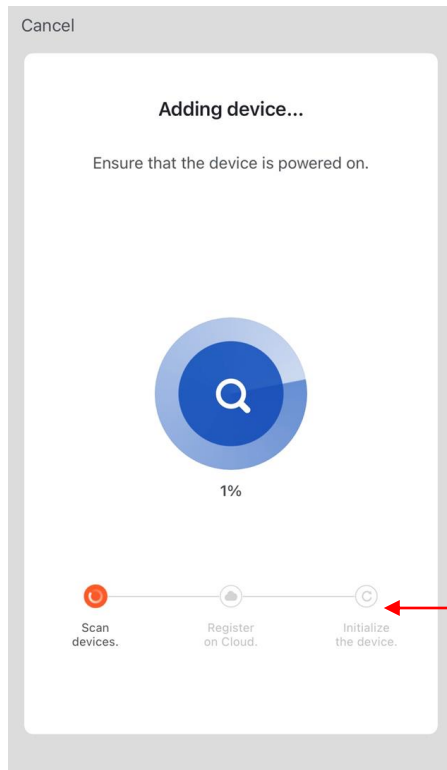 Cancel
Adding device...
Ensure that the device is powered on.
1%
Scan
devices.
Register
on Cloud.
Initialize
the device.